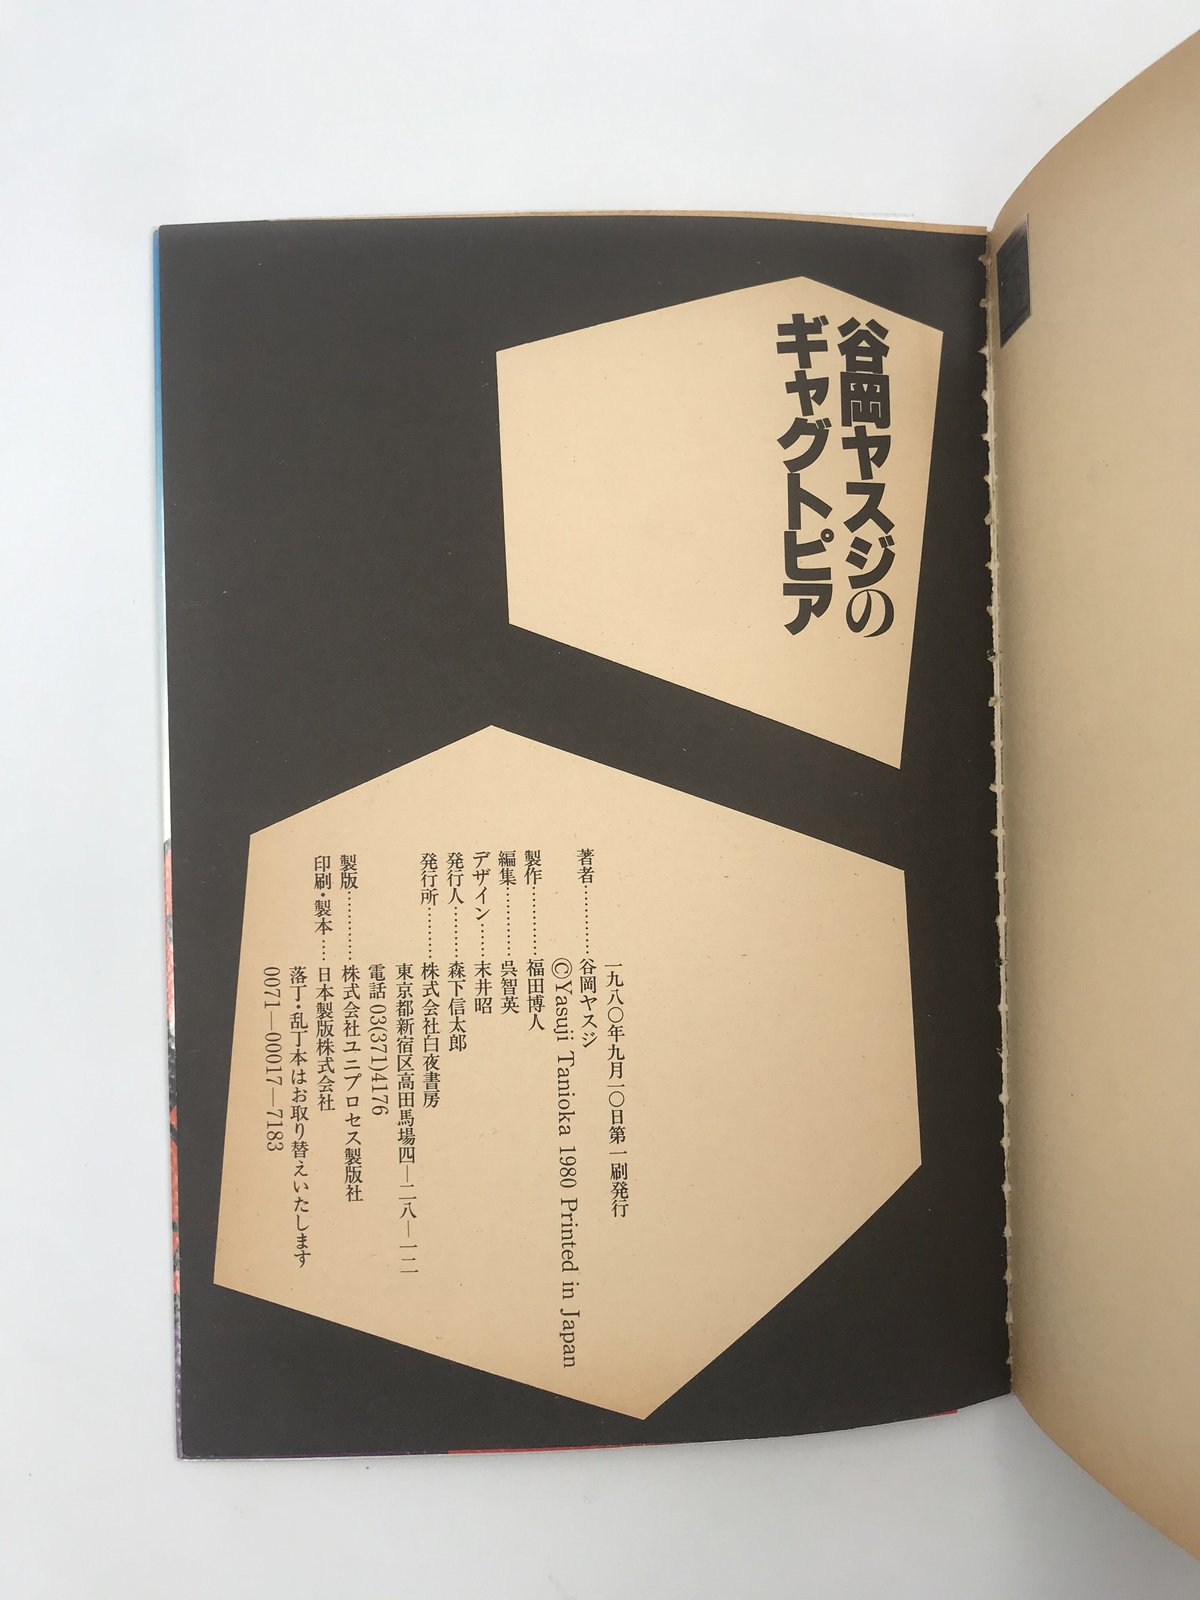 谷岡ヤスジの
ギャグトピア
一九八〇年九月一〇日第一刷発行
著者…………谷岡ヤスジ
©Yasuji Tanioka 1980 Printed in Japan
製作…………福田博人
編集…………呉智英
デザイン……末井昭
発行人………森下信太郎
発行所………株式会社白夜書房
東京都新宿区高田馬場四―二八―一二
電話 03(371)4176
製版…………株式会社ユニプロセス製版社
印刷・製本……日本製版株式会社
落丁・乱丁本はお取り替えいたします
0071―00017―7183